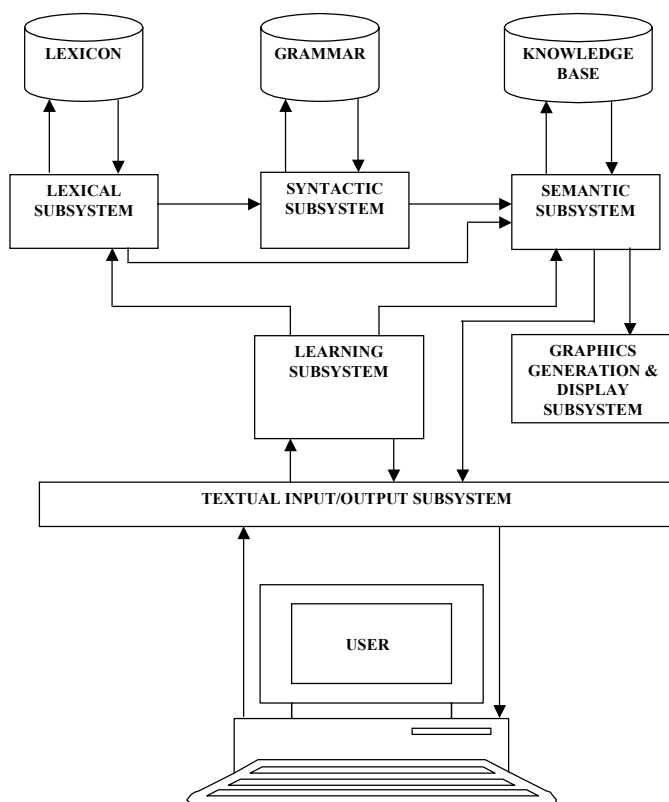 LEXICON
GRAMMAR
KNOWLEDGE
BASE
LEXICAL
SUBSYSTEM
SYNTACTIC
SUBSYSTEM
SEMANTIC
SUBSYSTEM
LEARNING
SUBSYSTEM
GRAPHICS
GENERATION &
DISPLAY
SUBSYSTEM
TEXTUAL INPUT/OUTPUT SUBSYSTEM
USER